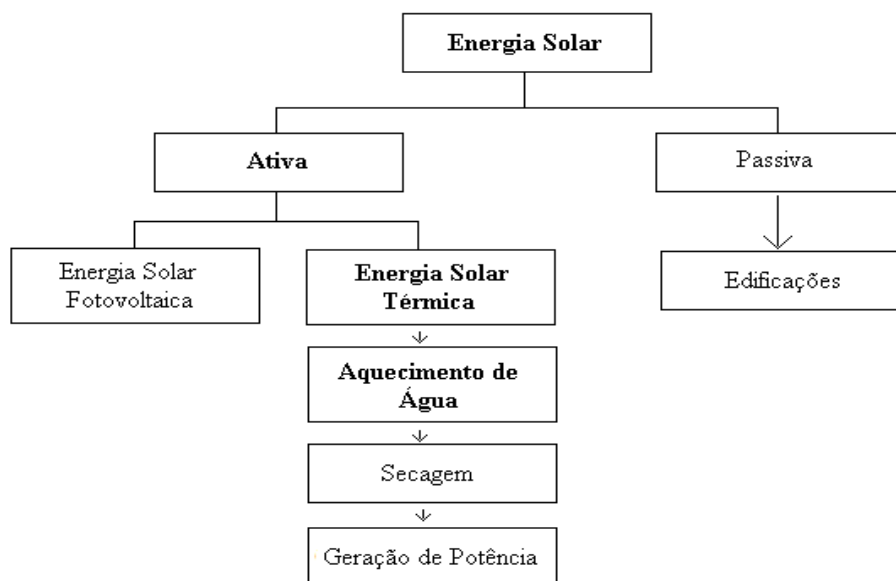 Energia Solar
Ativa
Passiva
Energia Solar
Fotovoltaica
Energia Solar
Térmica
Edificações
Aquecimento de
Água
Secagem
Geração de Potência